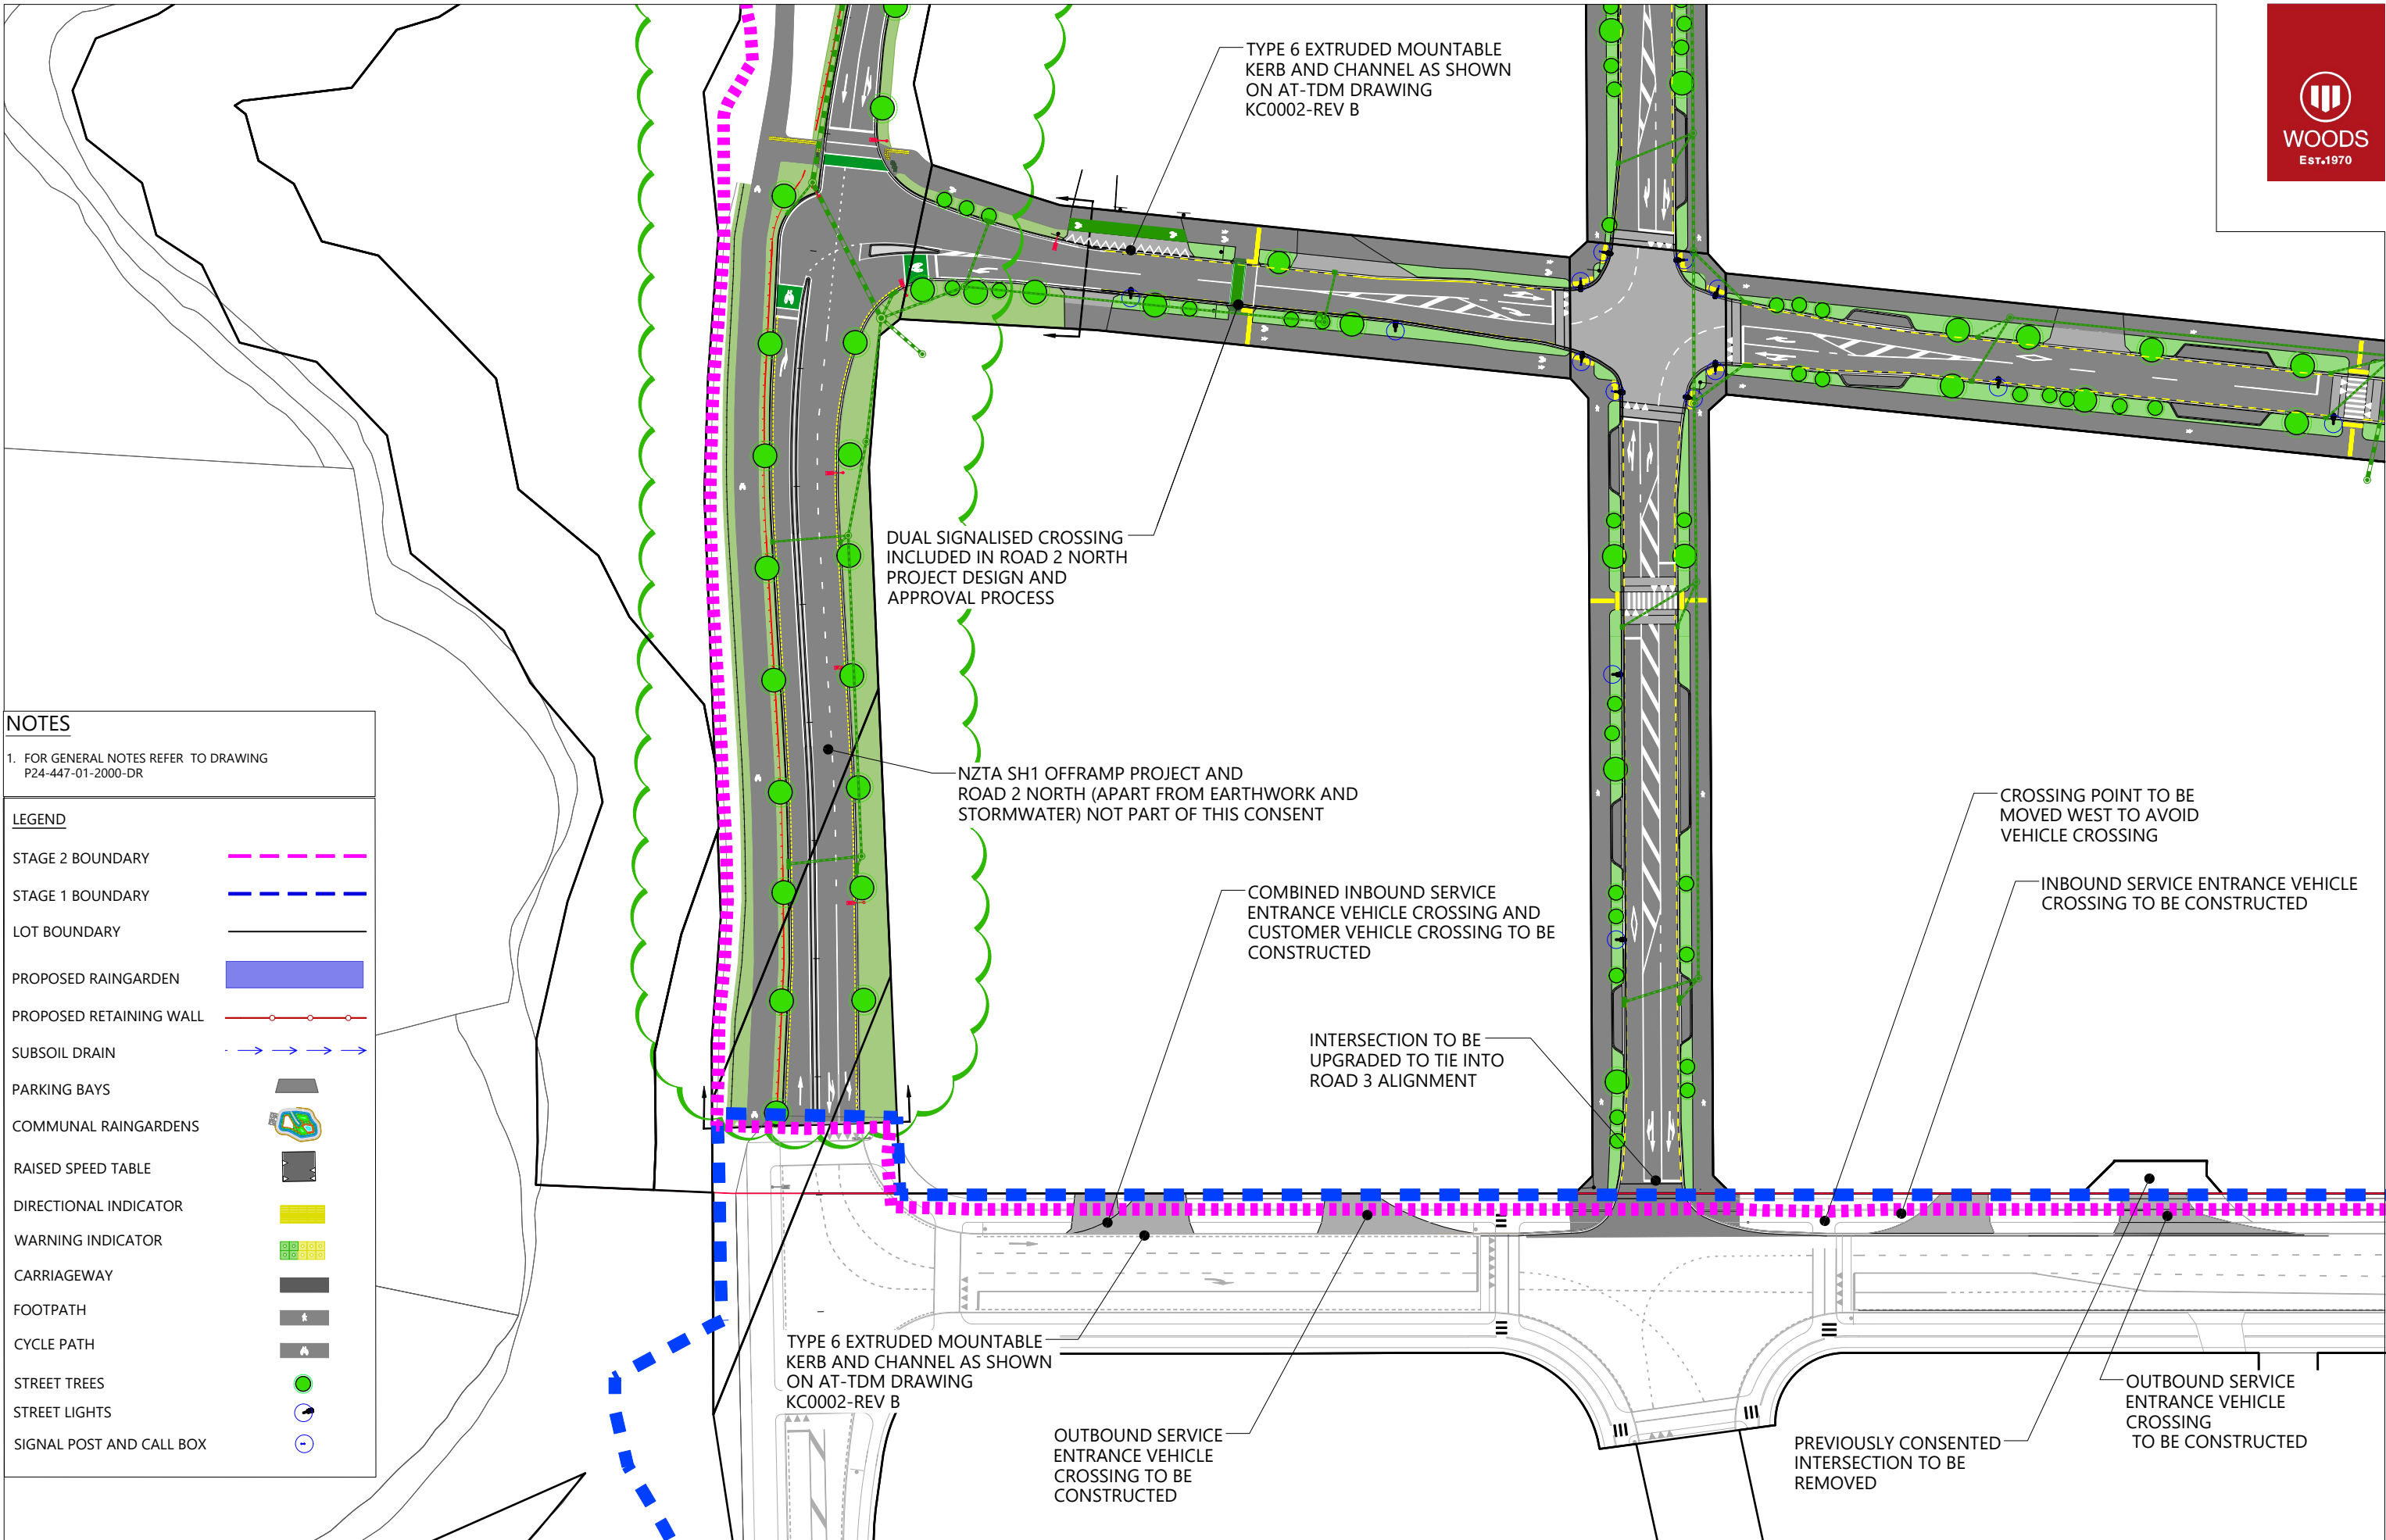 TYPE 6 EXTRUDED MOUNTABLE
KERB AND CHANNEL AS SHOWN
ON AT-TDM DRAWING
KC0002-REV B
WOODS
EST.1970
DUAL SIGNALISED CROSSING
INCLUDED IN ROAD 2 NORTH
PROJECT DESIGN AND
APPROVAL PROCESS
NZTA SH1 OFFRAMP PROJECT AND
ROAD 2 NORTH (APART FROM EARTHWORK AND
STORMWATER) NOT PART OF THIS CONSENT
CROSSING POINT TO BE
MOVED WEST TO AVOID
VEHICLE CROSSING
COMBINED INBOUND SERVICE
ENTRANCE VEHICLE CROSSING AND
CUSTOMER VEHICLE CROSSING TO BE
CONSTRUCTED
INBOUND SERVICE ENTRANCE VEHICLE
CROSSING TO BE CONSTRUCTED
INTERSECTION TO BE
UPGRADED TO TIE INTO
ROAD 3 ALIGNMENT
TYPE 6 EXTRUDED MOUNTABLE
KERB AND CHANNEL AS SHOWN
ON AT-TDM DRAWING
KC0002-REV B
OUTBOUND SERVICE
ENTRANCE VEHICLE
CROSSING TO BE
CONSTRUCTED
PREVIOUSLY CONSENTED
INTERSECTION TO BE
REMOVED
OUTBOUND SERVICE
ENTRANCE VEHICLE
CROSSING
TO BE CONSTRUCTED
NOTES
1. FOR GENERAL NOTES REFER TO DRAWING
P24-447-01-2000-DR
LEGEND
STAGE 2 BOUNDARY
STAGE 1 BOUNDARY
LOT BOUNDARY
PROPOSED RAINGARDEN
PROPOSED RETAINING WALL
SUBSOIL DRAIN
PARKING BAYS
COMMUNAL RAINGARDENS
RAISED SPEED TABLE
DIRECTIONAL INDICATOR
WARNING INDICATOR
CARRIAGEWAY
FOOTPATH
CYCLE PATH
STREET TREES
STREET LIGHTS
SIGNAL POST AND CALL BOX